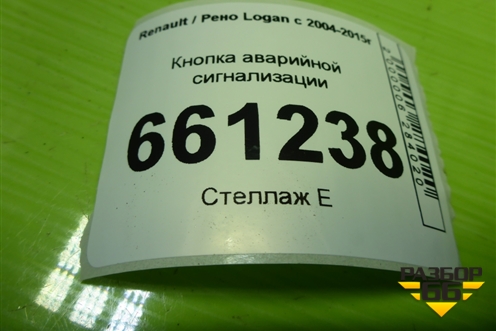 Renault / Рено Logan с 2004-2015г
Кнопка аварийной
сигнализации
661238
Стеллаж Е
РАЗБОР
66